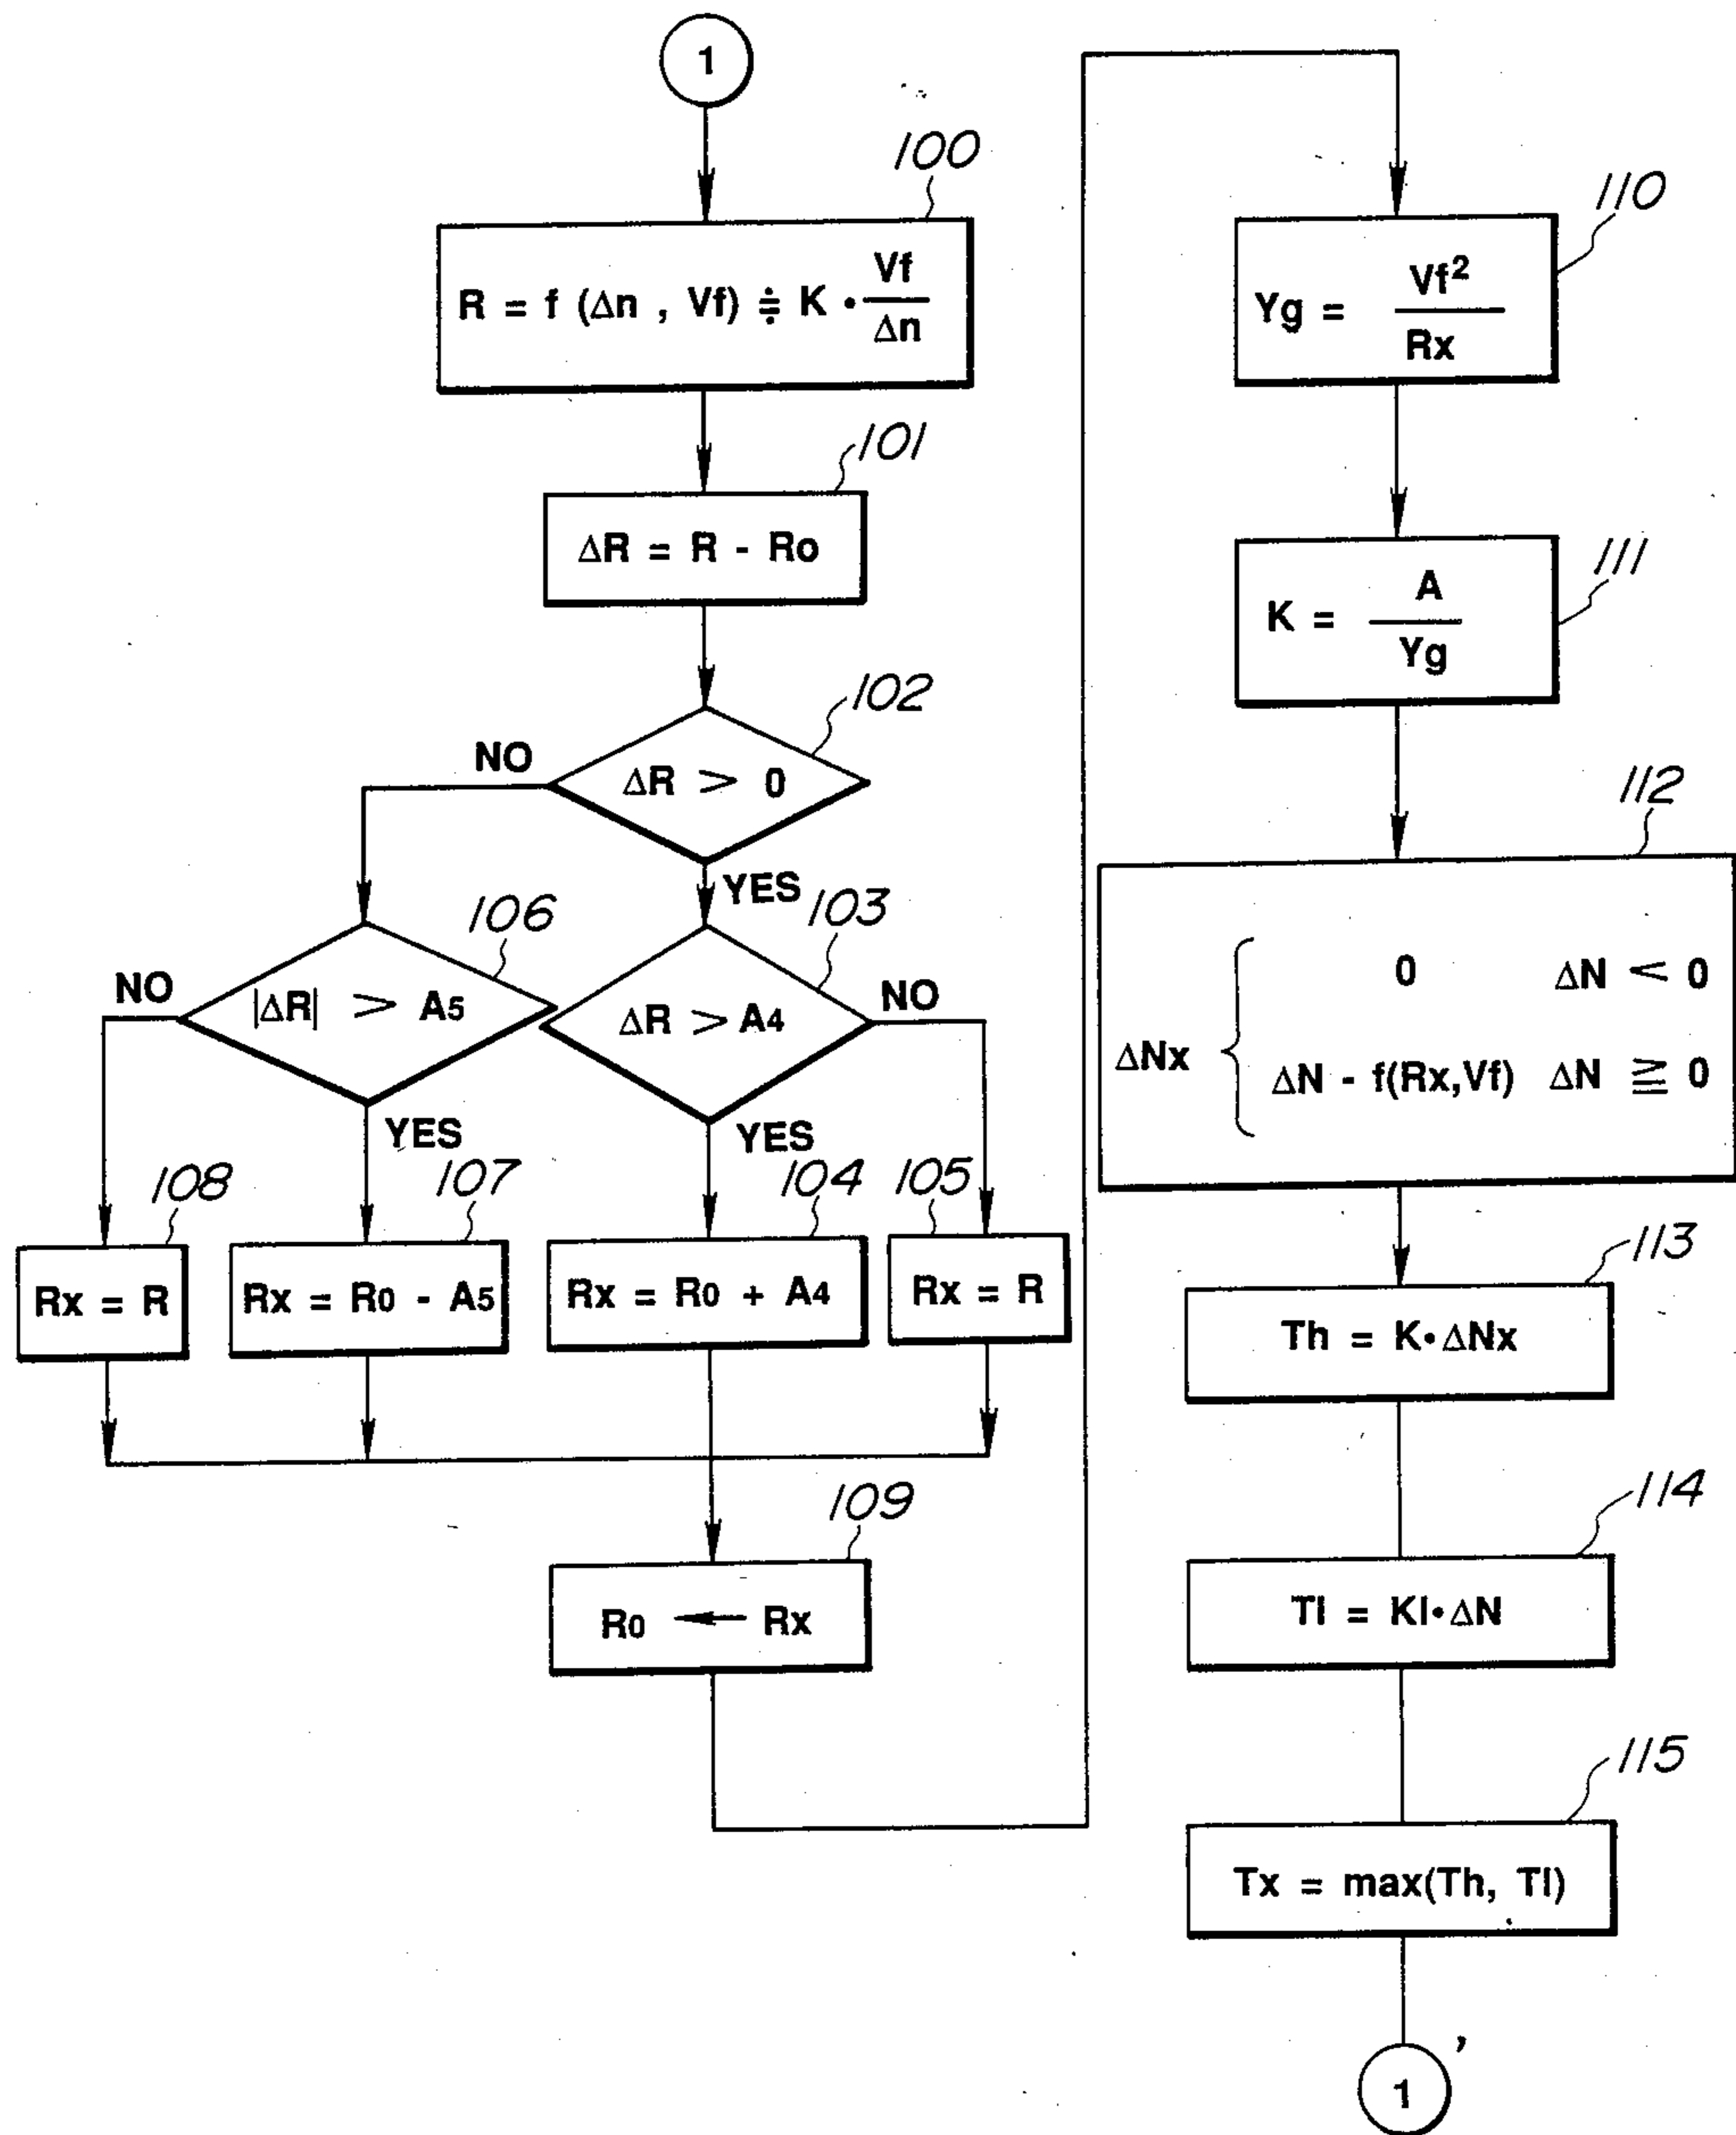 1
100
R = f (Δn , Vf) ≒ K · Vf / Δn
101
ΔR = R - Ro
102
ΔR > 0
NO
YES
106
|ΔR| > A5
NO
YES
103
ΔR > A4
NO
YES
108
Rx = R
107
Rx = R0 - A5
104
Rx = R0 + A4
105
Rx = R
109
R0 ← Rx
110
Yg = Vf² / Rx
111
K = A / Yg
112
ΔNx {
0 ΔN < 0
ΔN - f(Rx,Vf) ΔN ≧ 0
113
Th = K·ΔNx
114
Tl = Kl·ΔN
115
Tx = max(Th, Tl)
1 ’